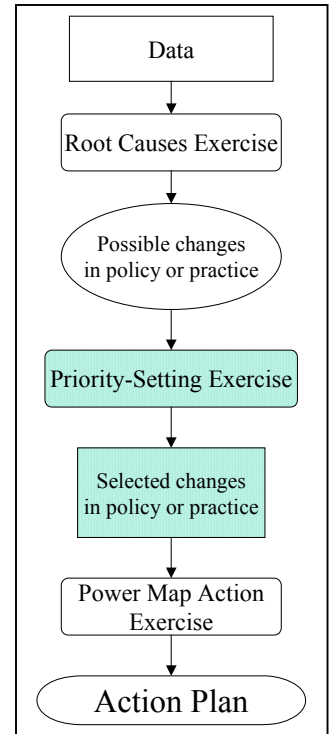 Data
Root Causes Exercise
Possible changes
in policy or practice
Priority-Setting Exercise
Selected changes
in policy or practice
Power Map Action
Exercise
Action Plan